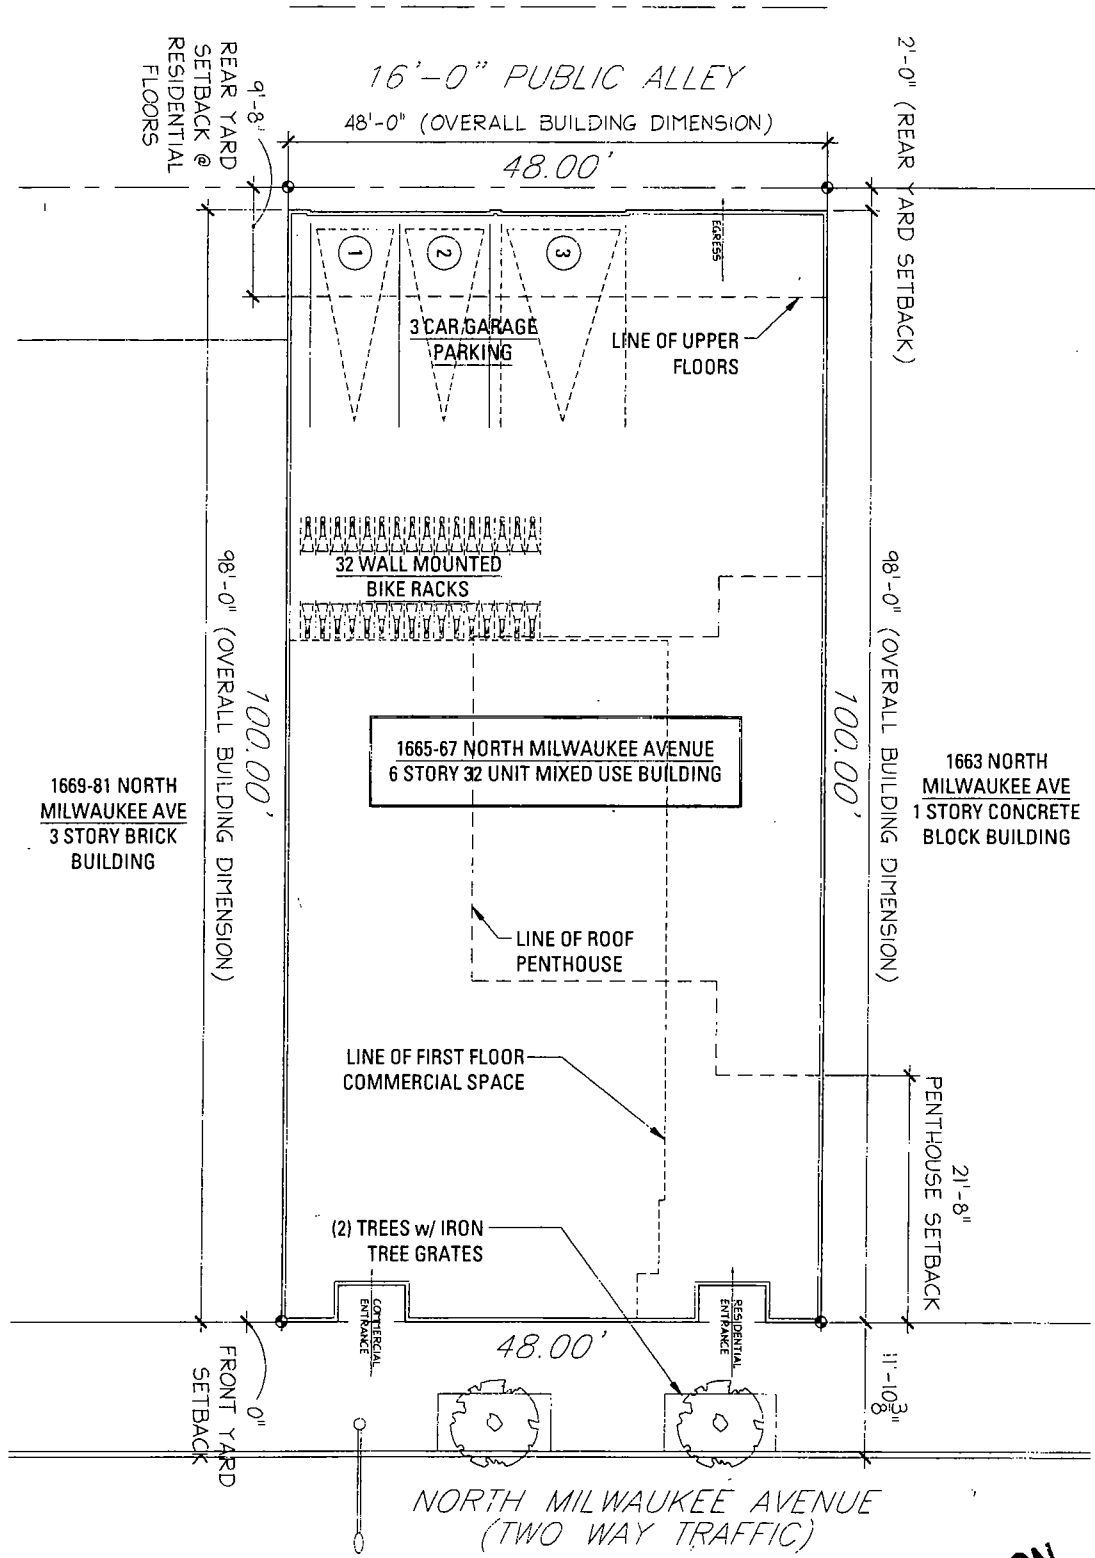 16'-0" PUBLIC ALLEY
48'-0" (OVERALL BUILDING DIMENSION)
48.00'
9'-8"
REAR YARD
SETBACK @
RESIDENTIAL
FLOORS
2'-0" (REAR YARD SETBACK)
EGRESS
1
2
3
3 CAR GARAGE
PARKING
LINE OF UPPER
FLOORS
32 WALL MOUNTED
BIKE RACKS
98'-0" (OVERALL BUILDING DIMENSION)
100.00'
98'-0" (OVERALL BUILDING DIMENSION)
100.00'
1665-67 NORTH MILWAUKEE AVENUE
6 STORY 32 UNIT MIXED USE BUILDING
1669-81 NORTH
MILWAUKEE AVE
3 STORY BRICK
BUILDING
1663 NORTH
MILWAUKEE AVE
1 STORY CONCRETE
BLOCK BUILDING
LINE OF ROOF
PENTHOUSE
LINE OF FIRST FLOOR
COMMERCIAL SPACE
21'-8"
PENTHOUSE SETBACK
(2) TREES w/ IRON
TREE GRATES
COMMERCIAL
ENTRANCE
RESIDENTIAL
ENTRANCE
48.00'
0"
FRONT YARD
SETBACK
11'-10 3/8"
NORTH MILWAUKEE AVENUE
(TWO WAY TRAFFIC)